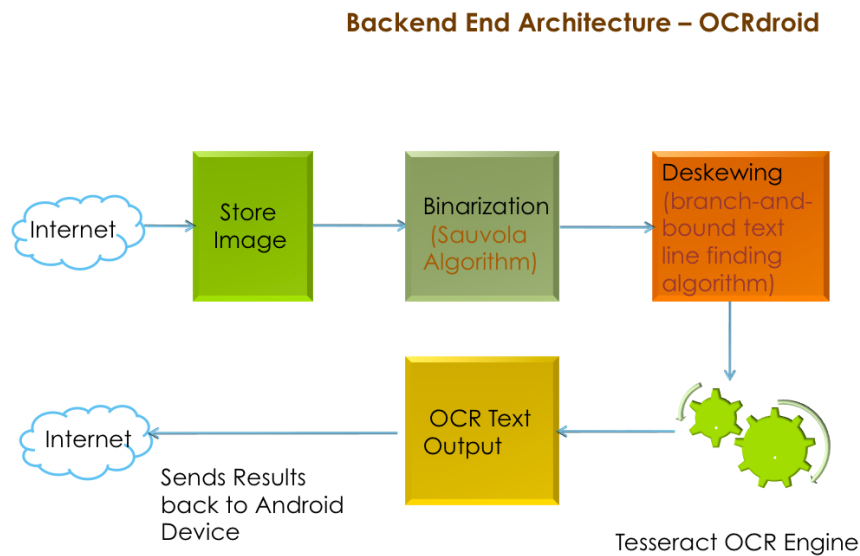 Backend End Architecture – OCRdroid
Internet
Store
Image
Binarization
(Sauvola
Algorithm)
Deskewing
(branch-and-
bound text
line finding
algorithm)
Internet
Sends Results
back to Android
Device
OCR Text
Output
Tesseract OCR Engine